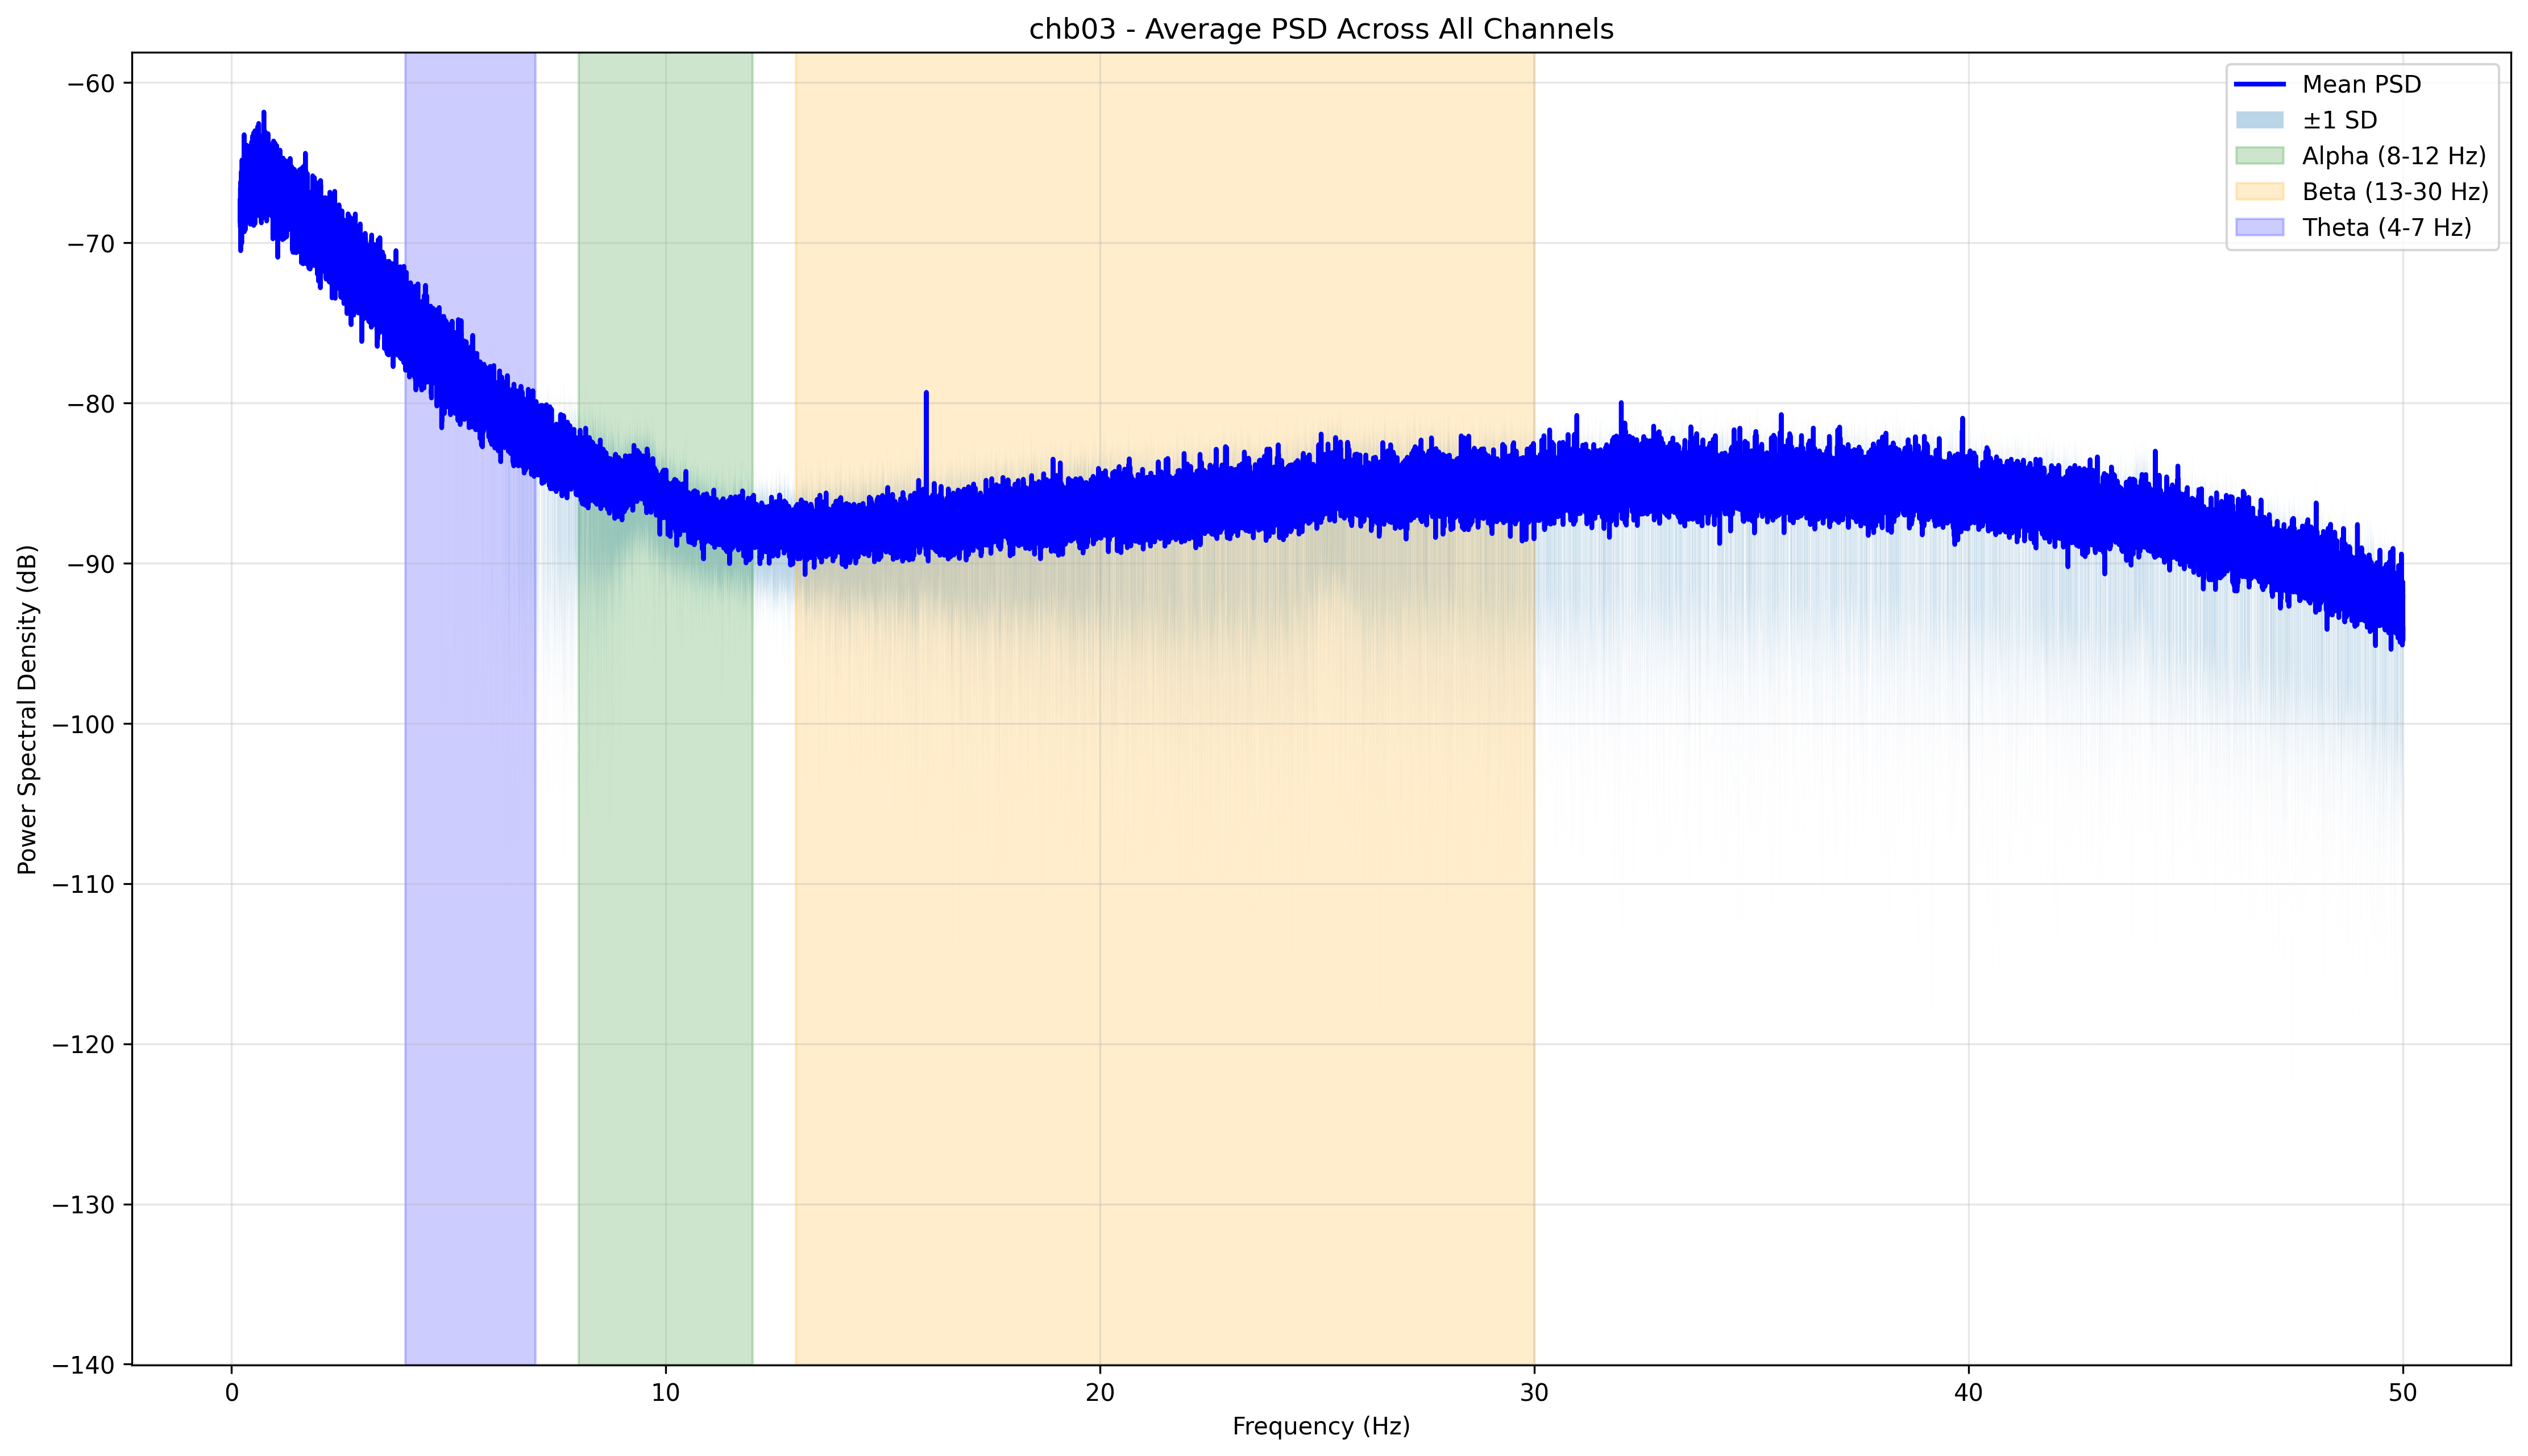 chb03 - Average PSD Across All Channels
Mean PSD
±1 SD
Alpha (8-12 Hz)
Beta (13-30 Hz)
Theta (4-7 Hz)
Power Spectral Density (dB)
−60
−70
−80
−90
−100
−110
−120
−130
−140
0 10 20 30 40 50
Frequency (Hz)